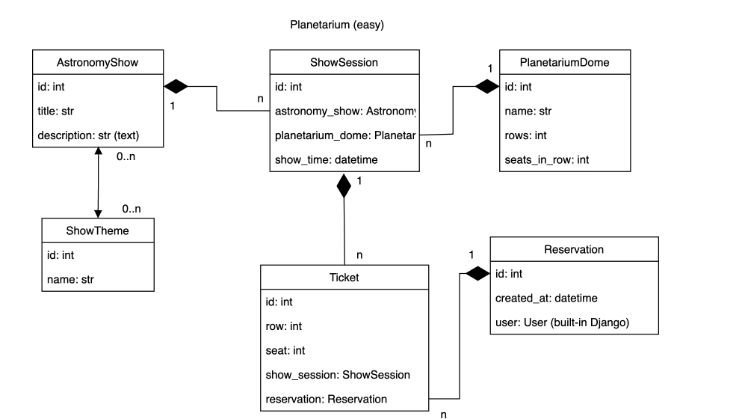 Planetarium (easy)
AstronomyShow
id: int
title: str
description: str (text)
1
0..n
0..n
ShowTheme
id: int
name: str
ShowSession
id: int
astronomy_show: Astronomy
planetarium_dome: Planetar
show_time: datetime
n
n
1
PlanetariumDome
id: int
name: str
rows: int
seats_in_row: int
1
n
Ticket
id: int
row: int
seat: int
show_session: ShowSession
reservation: Reservation
n
1
Reservation
id: int
created_at: datetime
user: User (built-in Django)